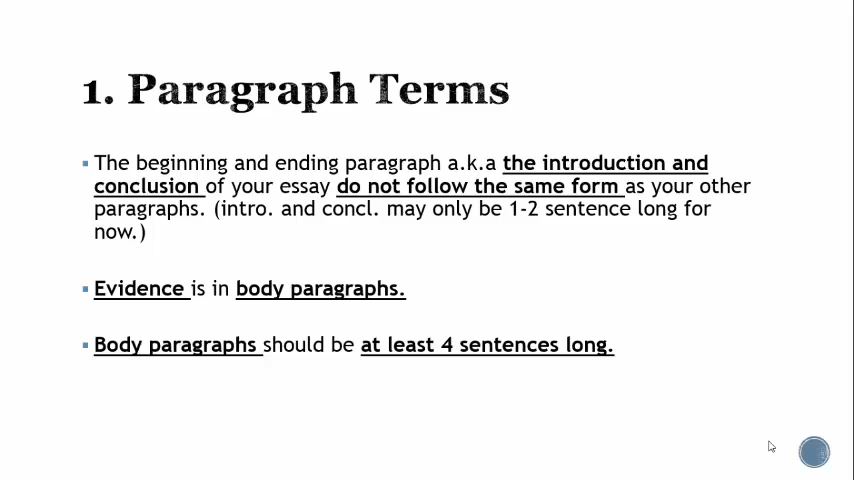 1. Paragraph Terms
▪ The beginning and ending paragraph a.k.a the introduction and
conclusion of your essay do not follow the same form as your other
paragraphs. (intro. and concl. may only be 1-2 sentence long for
now.)
▪ Evidence is in body paragraphs.
▪ Body paragraphs should be at least 4 sentences long.